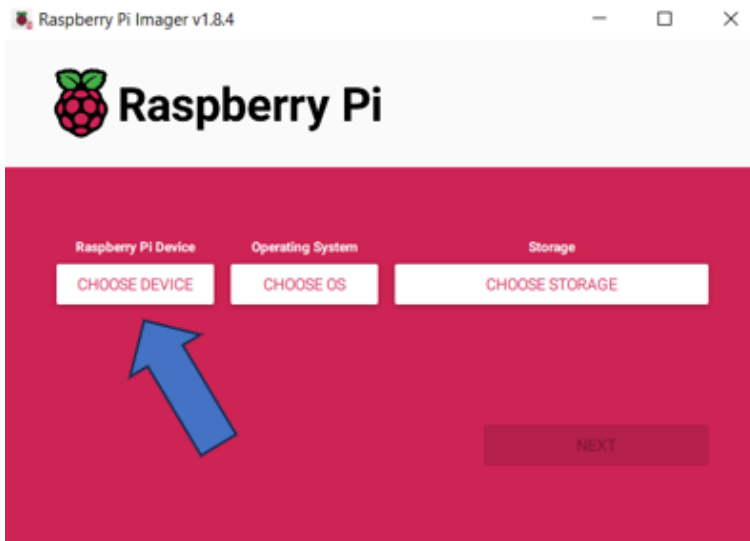 Raspberry Pi Imager v1.8.4
Raspberry Pi
Raspberry Pi Device
Operating System
Storage
CHOOSE DEVICE
CHOOSE OS
CHOOSE STORAGE
NEXT